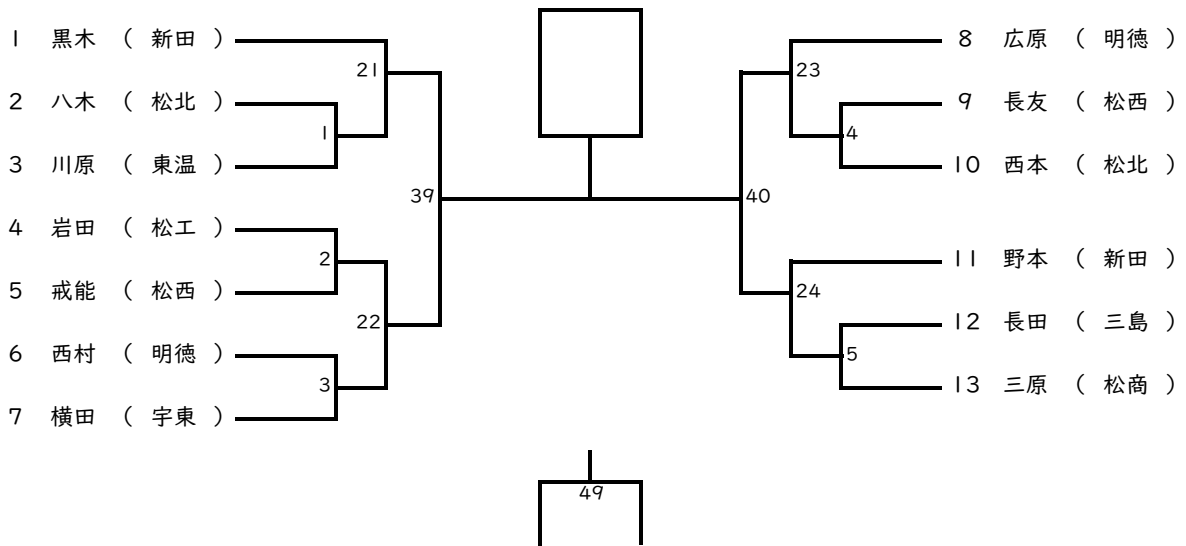 1 黒木 ( 新田 )
21
2 八木 ( 松北 )
1
3 川原 ( 東温 )
39
4 岩田 ( 松工 )
2
5 戒能 ( 松西 )
22
6 西村 ( 明徳 )
3
7 横田 ( 宇東 )
8 広原 ( 明徳 )
23
9 長友 ( 松西 )
4
10 西本 ( 松北 )
40
11 野本 ( 新田 )
24
12 長田 ( 三島 )
5
13 三原 ( 松商 )
49